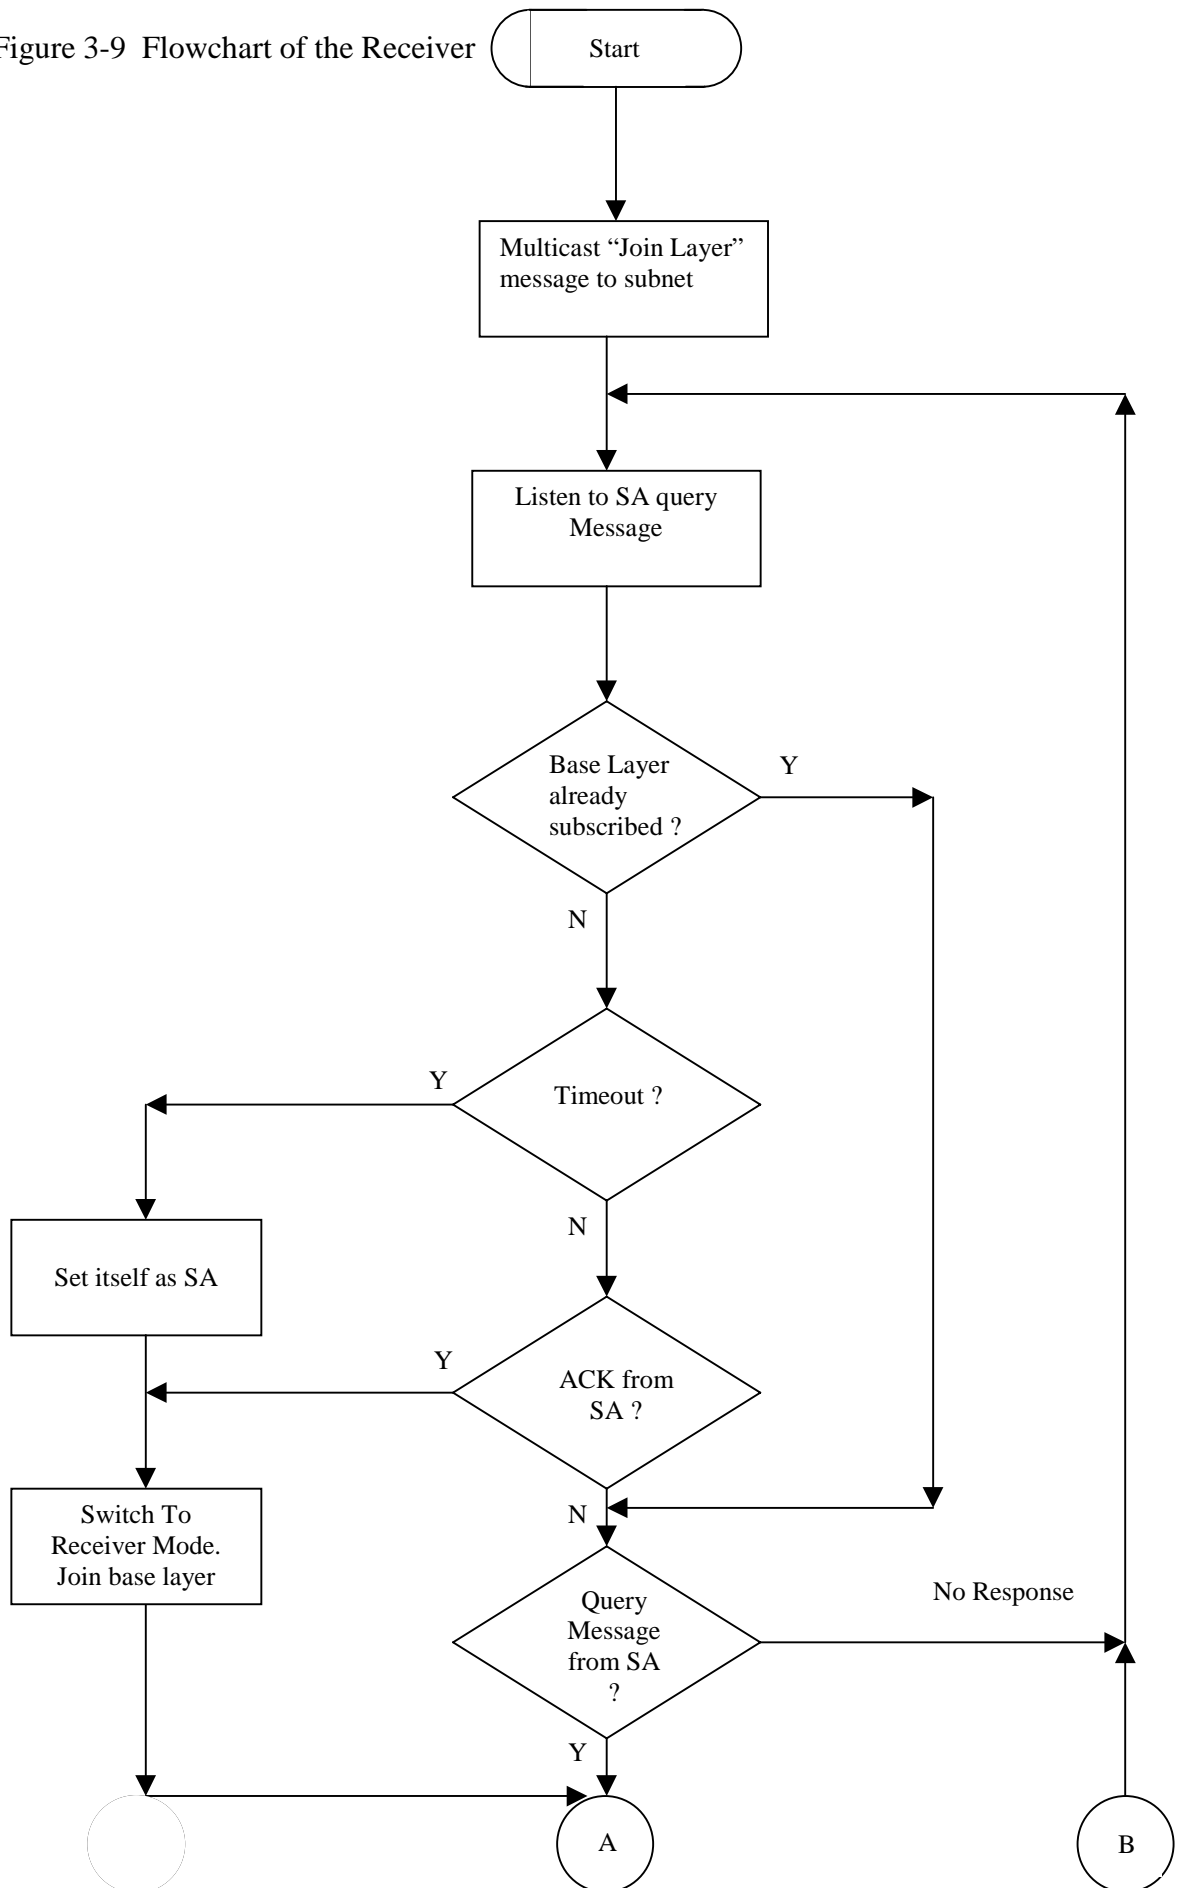 Figure 3-9  Flowchart of the Receiver
Start
Multicast “Join Layer”
message to subnet
Listen to SA query
Message
Base Layer
already
subscribed ?
Y
N
Timeout ?
Y
N
Set itself as SA
ACK from
SA ?
Y
N
Switch To
Receiver Mode.
Join base layer
Query
Message
from SA
?
No Response
Y
A
B